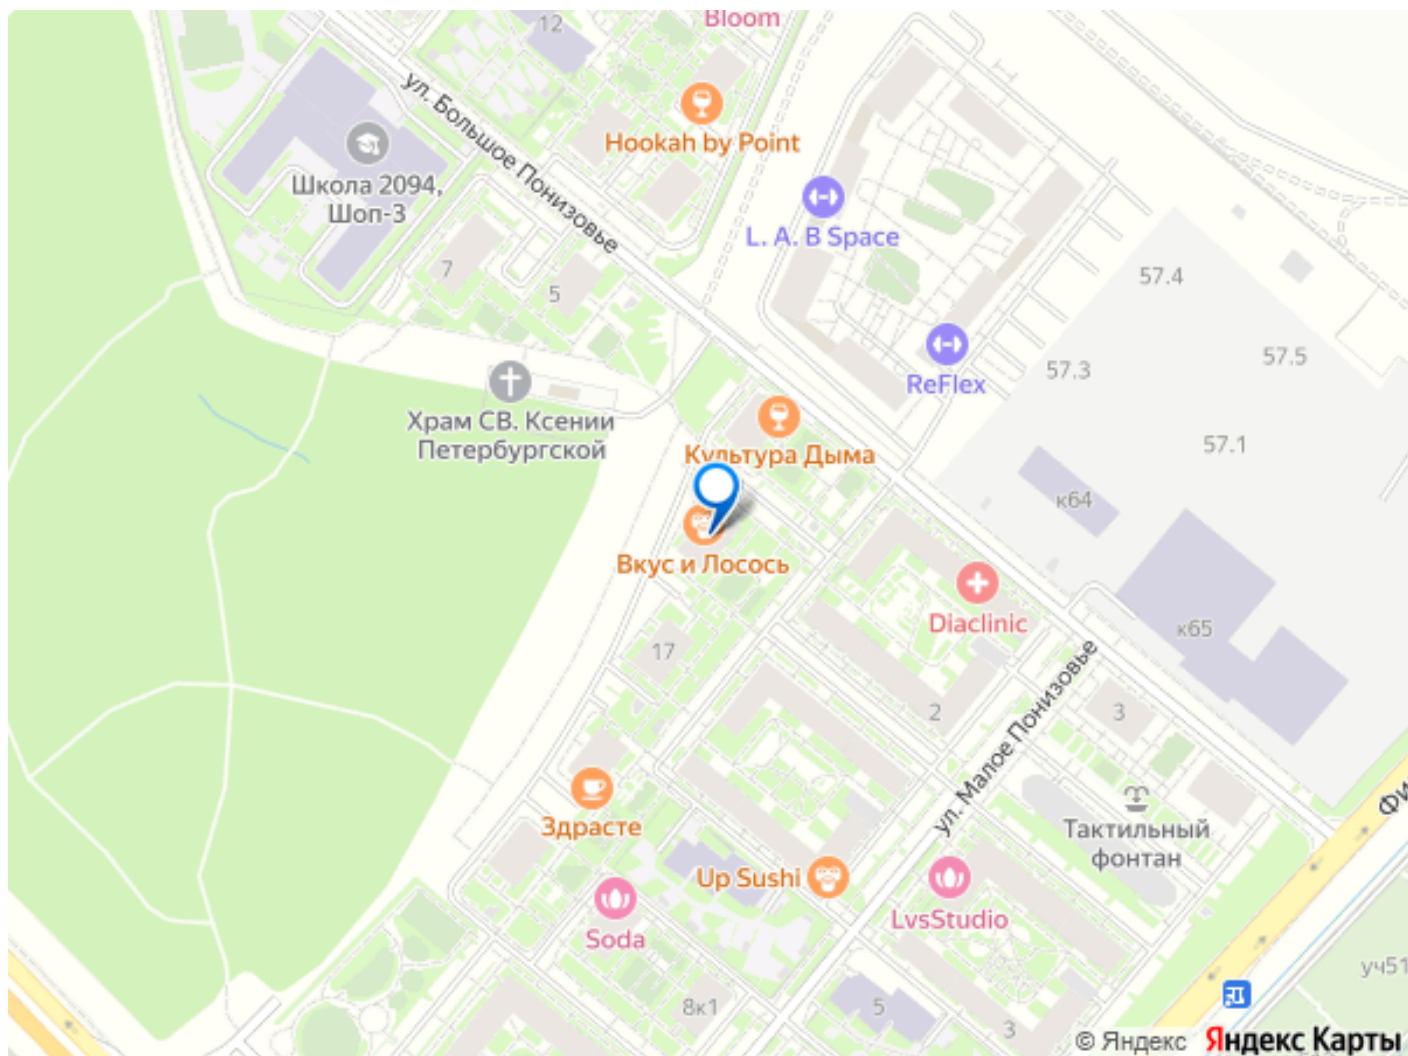 Bloom
12
ул. Большое Понизовье
Hookah by Point
Школа 2094,
Шоп-3
L. A. B Space
7
5
57.4
57.5
57.3
57.1
ReFlex
Храм СВ. Ксении
Петербургской
Культура Дыма
к64
Вкус и Лосось
Diaclinic
к65
17
ул. Малое Понизовье
2
3
Здрасте
Тактильный
фонтан
Фи
Up Sushi
LvsStudio
Soda
уч51
8к1
5
3
© Яндекс Яндекс Карты